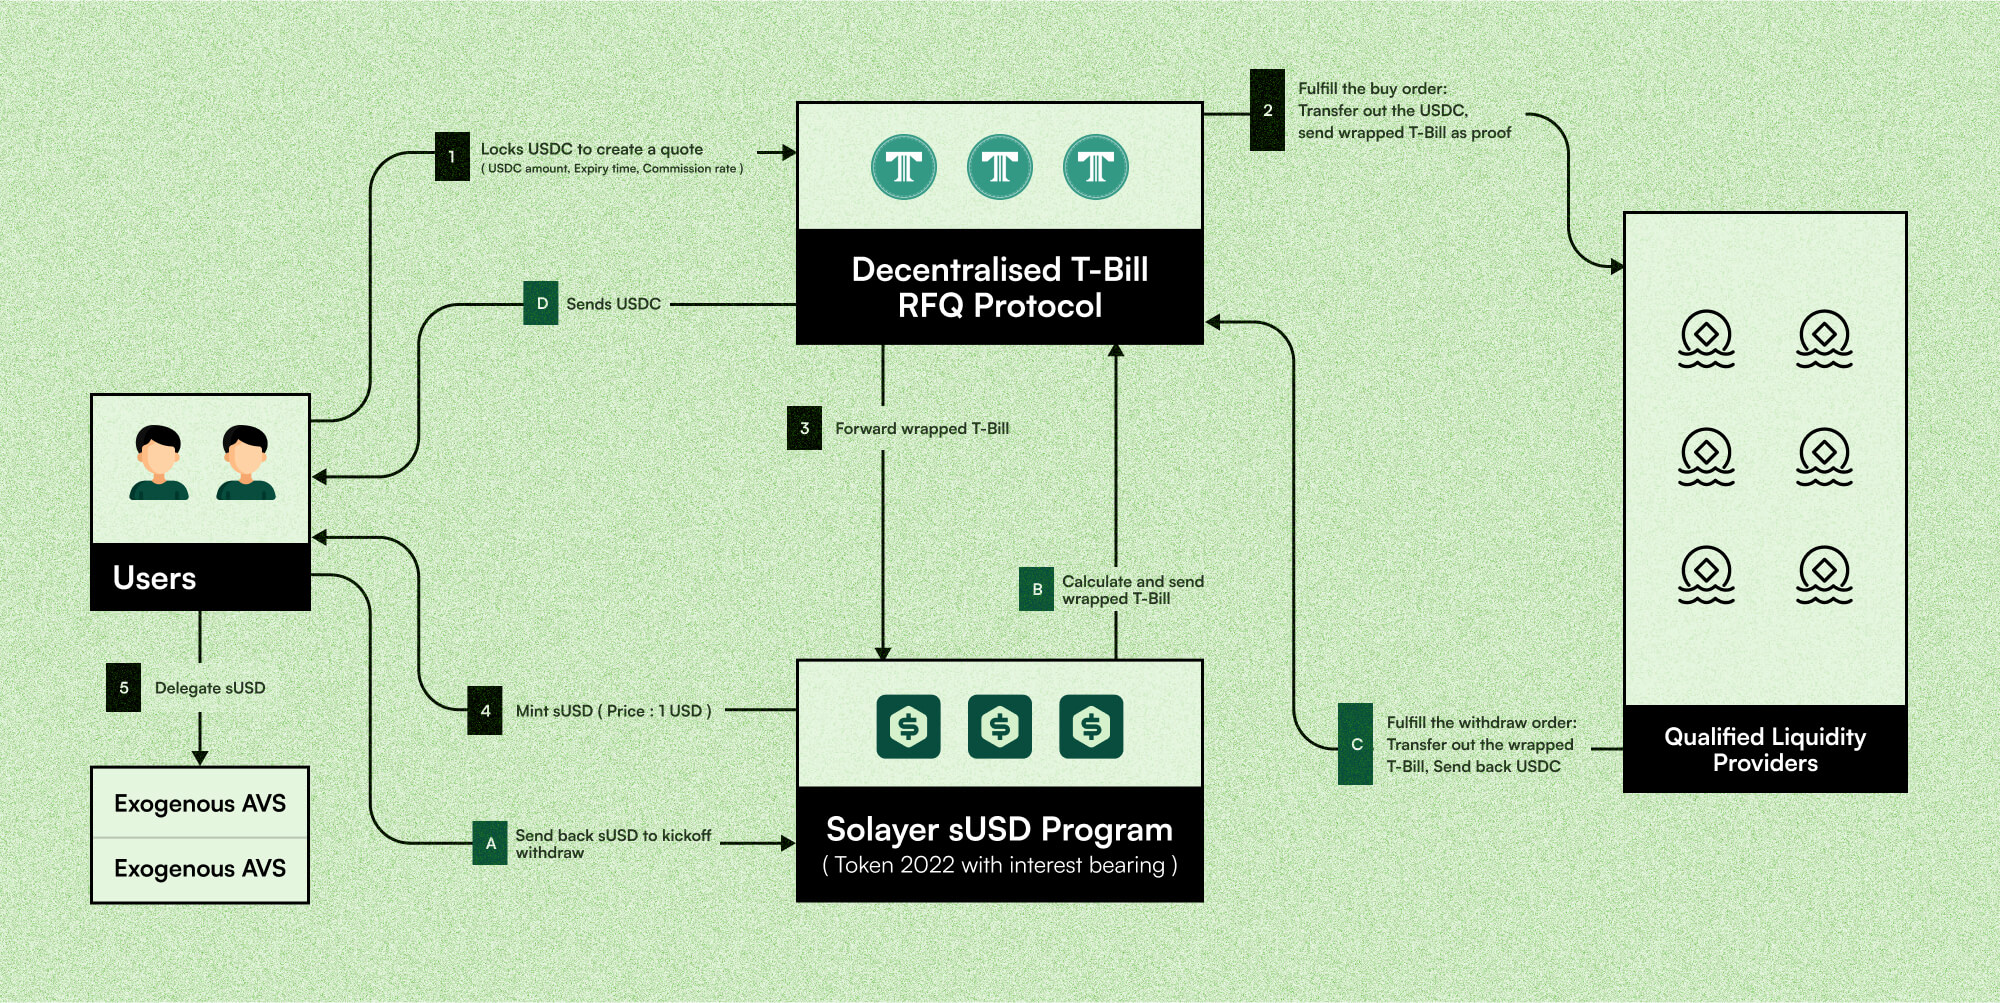 1
Locks USDC to create a quote
( USDC amount, Expiry time, Commission rate )
2
Fulfill the buy order:
Transfer out the USDC,
send wrapped T-Bill as proof
Decentralised T-Bill
RFQ Protocol
D
Sends USDC
3
Forward wrapped T-Bill
Users
B
Calculate and send
wrapped T-Bill
5
Delegate sUSD
4
Mint sUSD ( Price : 1 USD )
C
Fulfill the withdraw order:
Transfer out the wrapped
T-Bill, Send back USDC
Qualified Liquidity
Providers
Exogenous AVS
Exogenous AVS
A
Send back sUSD to kickoff
withdraw
Solayer sUSD Program
( Token 2022 with interest bearing )